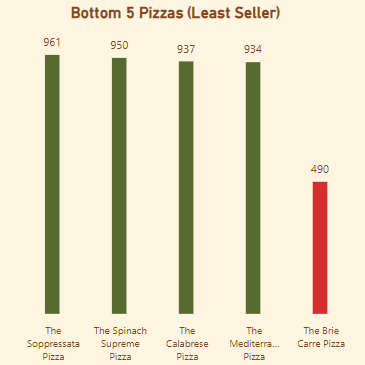 Bottom 5 Pizzas (Least Seller)
961
950
937
934
490
The Soppressata Pizza
The Spinach Supreme Pizza
The Calabrese Pizza
The Mediterra... Pizza
The Brie Carre Pizza